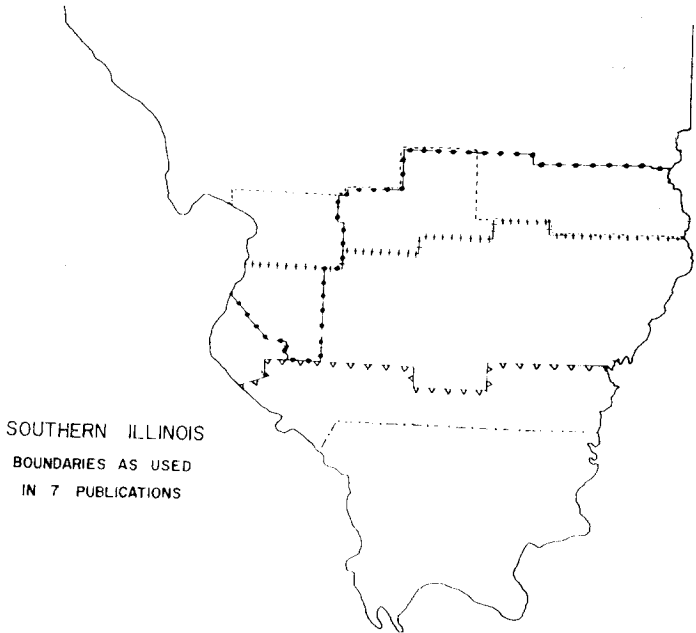 SOUTHERN ILLINOIS
BOUNDARIES AS USED
IN 7 PUBLICATIONS